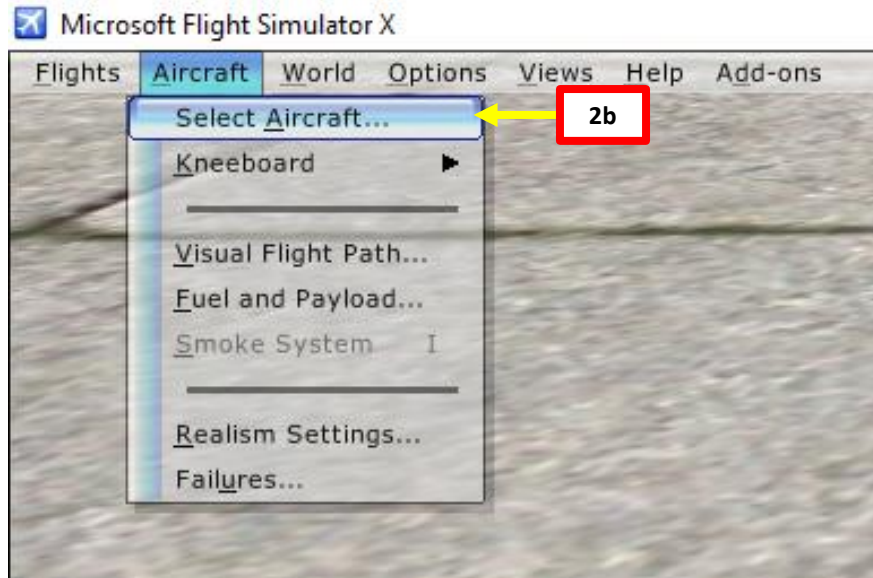 Microsoft Flight Simulator X
Flights Aircraft World Options Views Help Add-ons
Select Aircraft...
2b
Kneeboard
Visual Flight Path...
Fuel and Payload...
Smoke System I
Realism Settings...
Failures...